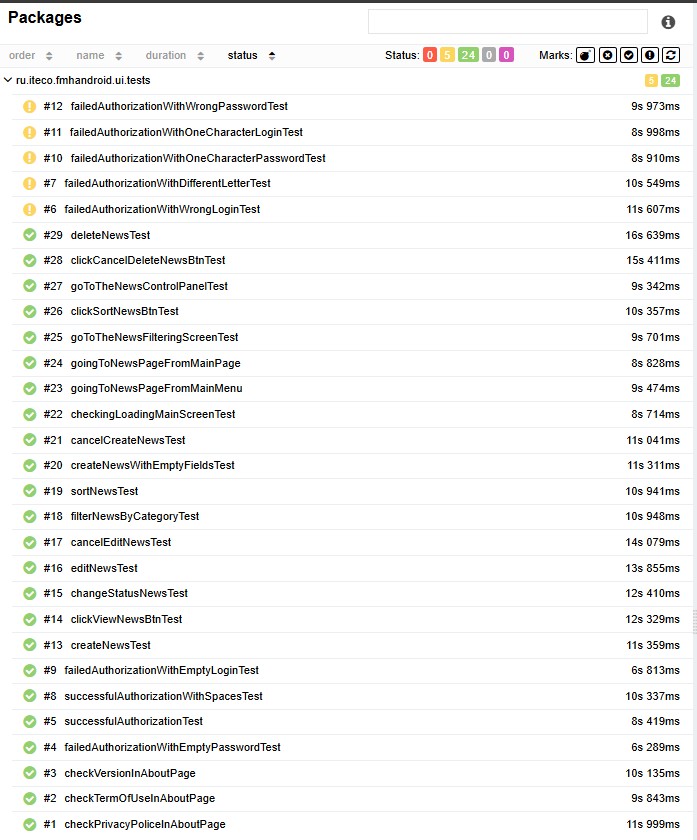 Packages
order name duration status Status: 0 5 24 0 0 Marks:
ru.iteco.fmhandroid.ui.tests 5 24
#12 failedAuthorizationWithWrongPasswordTest 9s 973ms
#11 failedAuthorizationWithOneCharacterLoginTest 8s 998ms
#10 failedAuthorizationWithOneCharacterPasswordTest 8s 910ms
#7 failedAuthorizationWithDifferentLetterTest 10s 549ms
#6 failedAuthorizationWithWrongLoginTest 11s 607ms
#29 deleteNewsTest 16s 639ms
#28 clickCancelDeleteNewsBtnTest 15s 411ms
#27 goToTheNewsControlPanelTest 9s 342ms
#26 clickSortNewsBtnTest 10s 357ms
#25 goToTheNewsFilteringScreenTest 9s 701ms
#24 goingToNewsPageFromMainPage 8s 828ms
#23 goingToNewsPageFromMainMenu 9s 474ms
#22 checkingLoadingMainScreenTest 8s 714ms
#21 cancelCreateNewsTest 11s 041ms
#20 createNewsWithEmptyFieldsTest 11s 311ms
#19 sortNewsTest 10s 941ms
#18 filterNewsByCategoryTest 10s 948ms
#17 cancelEditNewsTest 14s 079ms
#16 editNewsTest 13s 855ms
#15 changeStatusNewsTest 12s 410ms
#14 clickViewNewsBtnTest 12s 329ms
#13 createNewsTest 11s 359ms
#9 failedAuthorizationWithEmptyLoginTest 6s 813ms
#8 successfulAuthorizationWithSpacesTest 10s 337ms
#5 successfulAuthorizationTest 8s 419ms
#4 failedAuthorizationWithEmptyPasswordTest 6s 289ms
#3 checkVersionInAboutPage 10s 135ms
#2 checkTermOfUseInAboutPage 9s 843ms
#1 checkPrivacyPoliceInAboutPage 11s 999ms